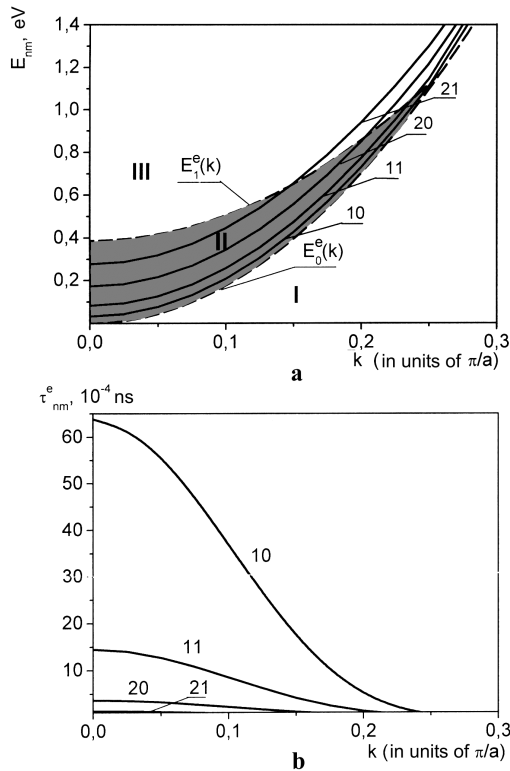 E_nm, eV
1,4
1,2
1,0
0,8
0,6
0,4
0,2
III
E_1^e(k)
II
21
20
11
10
E_0^e(k)
I
0,0 0,1 0,2 0,3
k (in units of π/a)
a
τ^e_nm, 10^-4 ns
60
50
40
30
20
10
10
11
20 21
0,0 0,1 0,2 0,3
k (in units of π/a)
b